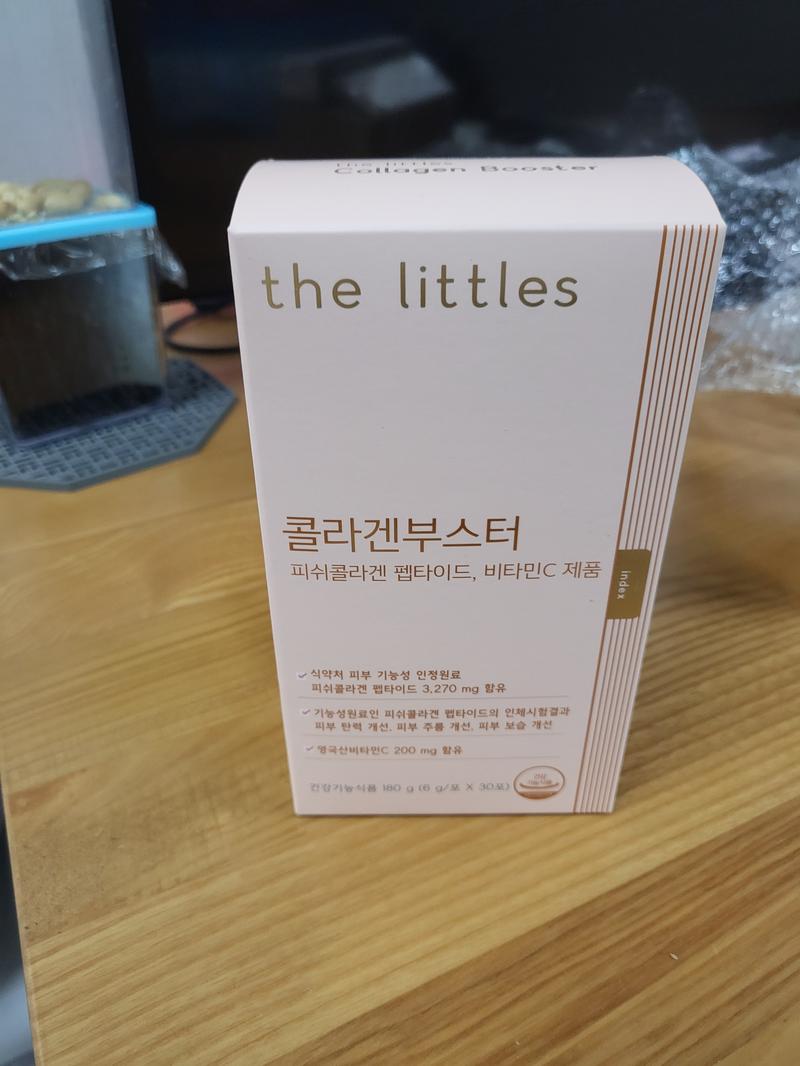 the littles
Collagen Booster
the littles
콜라겐부스터
피쉬콜라겐 펩타이드, 비타민C 제품
index
식약처 피부 기능성 인정원료
피쉬콜라겐 펩타이드 3,270 mg 함유
기능성원료인 피쉬콜라겐 펩타이드의 인체시험결과
피부 탄력 개선, 피부 주름 개선, 피부 보습 개선
영국산비타민C 200 mg 함유
건강기능식품 180 g (6 g/포 X 30포)
건강
기능식품